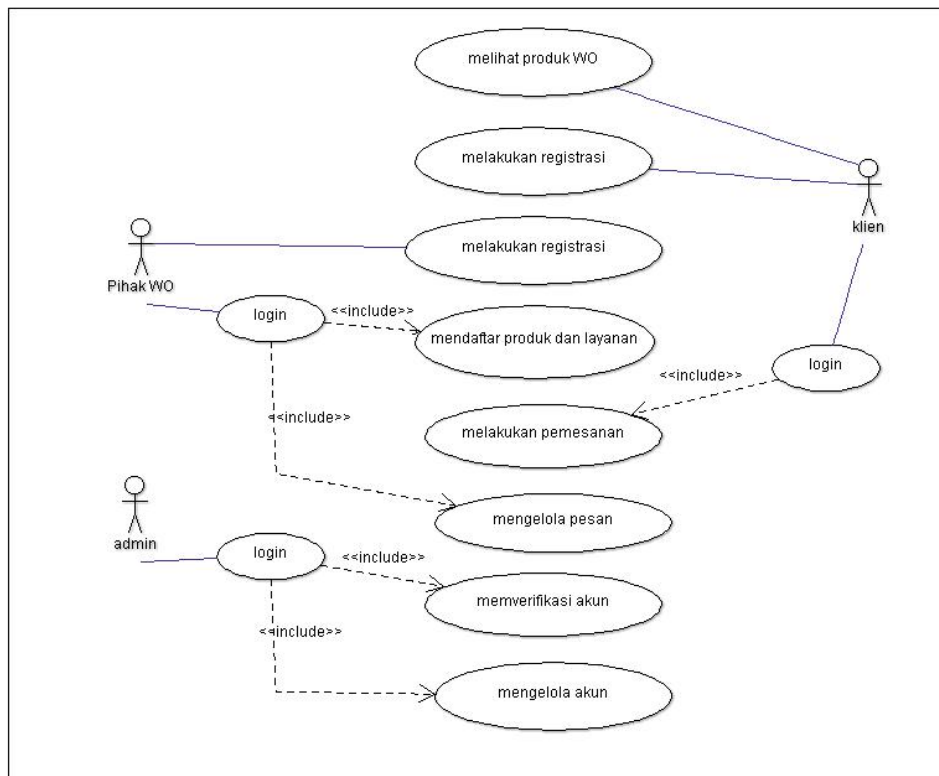 melihat produk WO
melakukan registrasi
klien
melakukan registrasi
Pihak WO
login
<<include>>
mendaftar produk dan layanan
login
<<include>>
<<include>>
melakukan pemesanan
mengelola pesan
admin
login
<<include>>
memverifikasi akun
<<include>>
mengelola akun